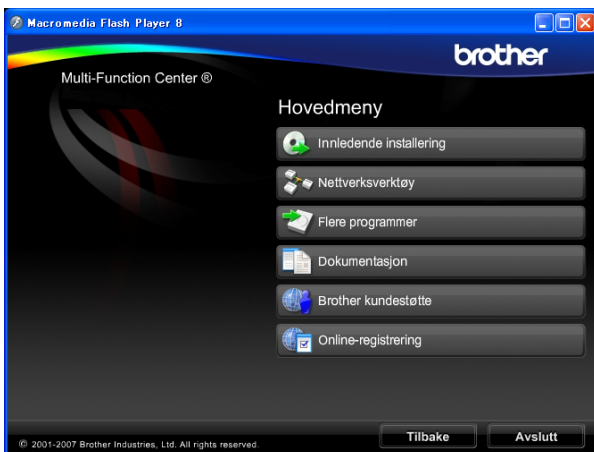 Macromedia Flash Player 8
brother
Multi-Function Center ®
Hovedmeny
Innledende installering
Nettverksverktøy
Flere programmer
Dokumentasjon
Brother kundestøtte
Online-registrering
Tilbake
Avslutt
© 2001-2007 Brother Industries, Ltd. All rights reserved.